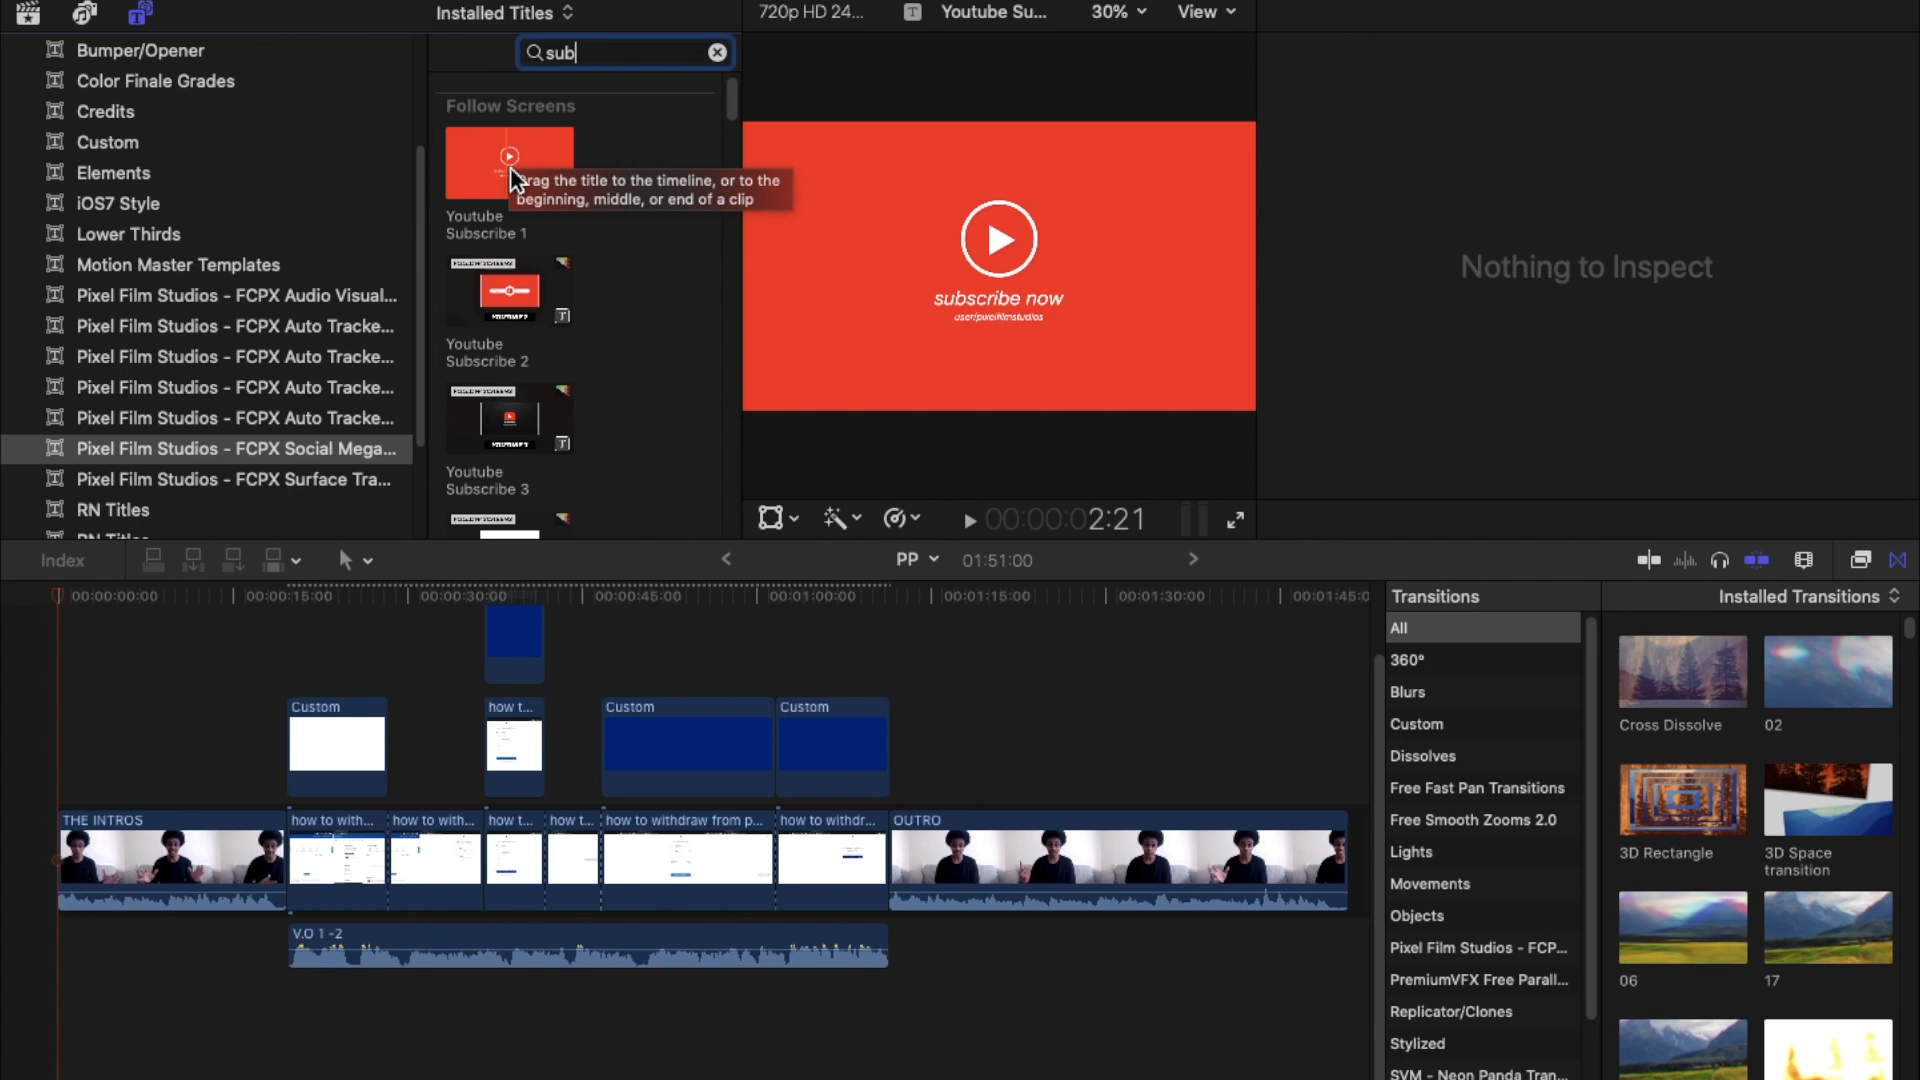 Installed Titles
720p HD 24...
Youtube Su...
30%
View
sub
Bumper/Opener
Color Finale Grades
Credits
Custom
Elements
iOS7 Style
Lower Thirds
Motion Master Templates
Pixel Film Studios - FCPX Audio Visual...
Pixel Film Studios - FCPX Auto Tracke...
Pixel Film Studios - FCPX Auto Tracke...
Pixel Film Studios - FCPX Auto Tracke...
Pixel Film Studios - FCPX Auto Tracke...
Pixel Film Studios - FCPX Social Mega...
Pixel Film Studios - FCPX Surface Tra...
RN Titles
RN Titles
Follow Screens
Drag the title to the timeline, or to the
beginning, middle, or end of a clip
Youtube
Subscribe 1
FOLLOW SCREENS
YOUTUBE 2
Youtube
Subscribe 2
FOLLOW SCREENS
Youtube
Subscribe 3
FOLLOW SCREENS
subscribe now
user/pixelfilmstudios
Nothing to Inspect
00:00:02:21
Index
PP
01:51:00
00:00:00:00
00:00:15:00
00:00:30:00
00:00:45:00
00:01:00:00
00:01:15:00
00:01:30:00
00:01:45:0
Custom
how t...
Custom
Custom
THE INTROS
how to with...
how to with...
how t...
how t...
how to withdraw from p...
how to withdr...
OUTRO
V.O 1 -2
Transitions
Installed Transitions
All
360°
Blurs
Custom
Dissolves
Free Fast Pan Transitions
Free Smooth Zooms 2.0
Lights
Movements
Objects
Pixel Film Studios - FCP...
PremiumVFX Free Parall...
Replicator/Clones
Stylized
SVM - Neon Panda Tran...
Cross Dissolve
02
3D Rectangle
3D Space
transition
06
17